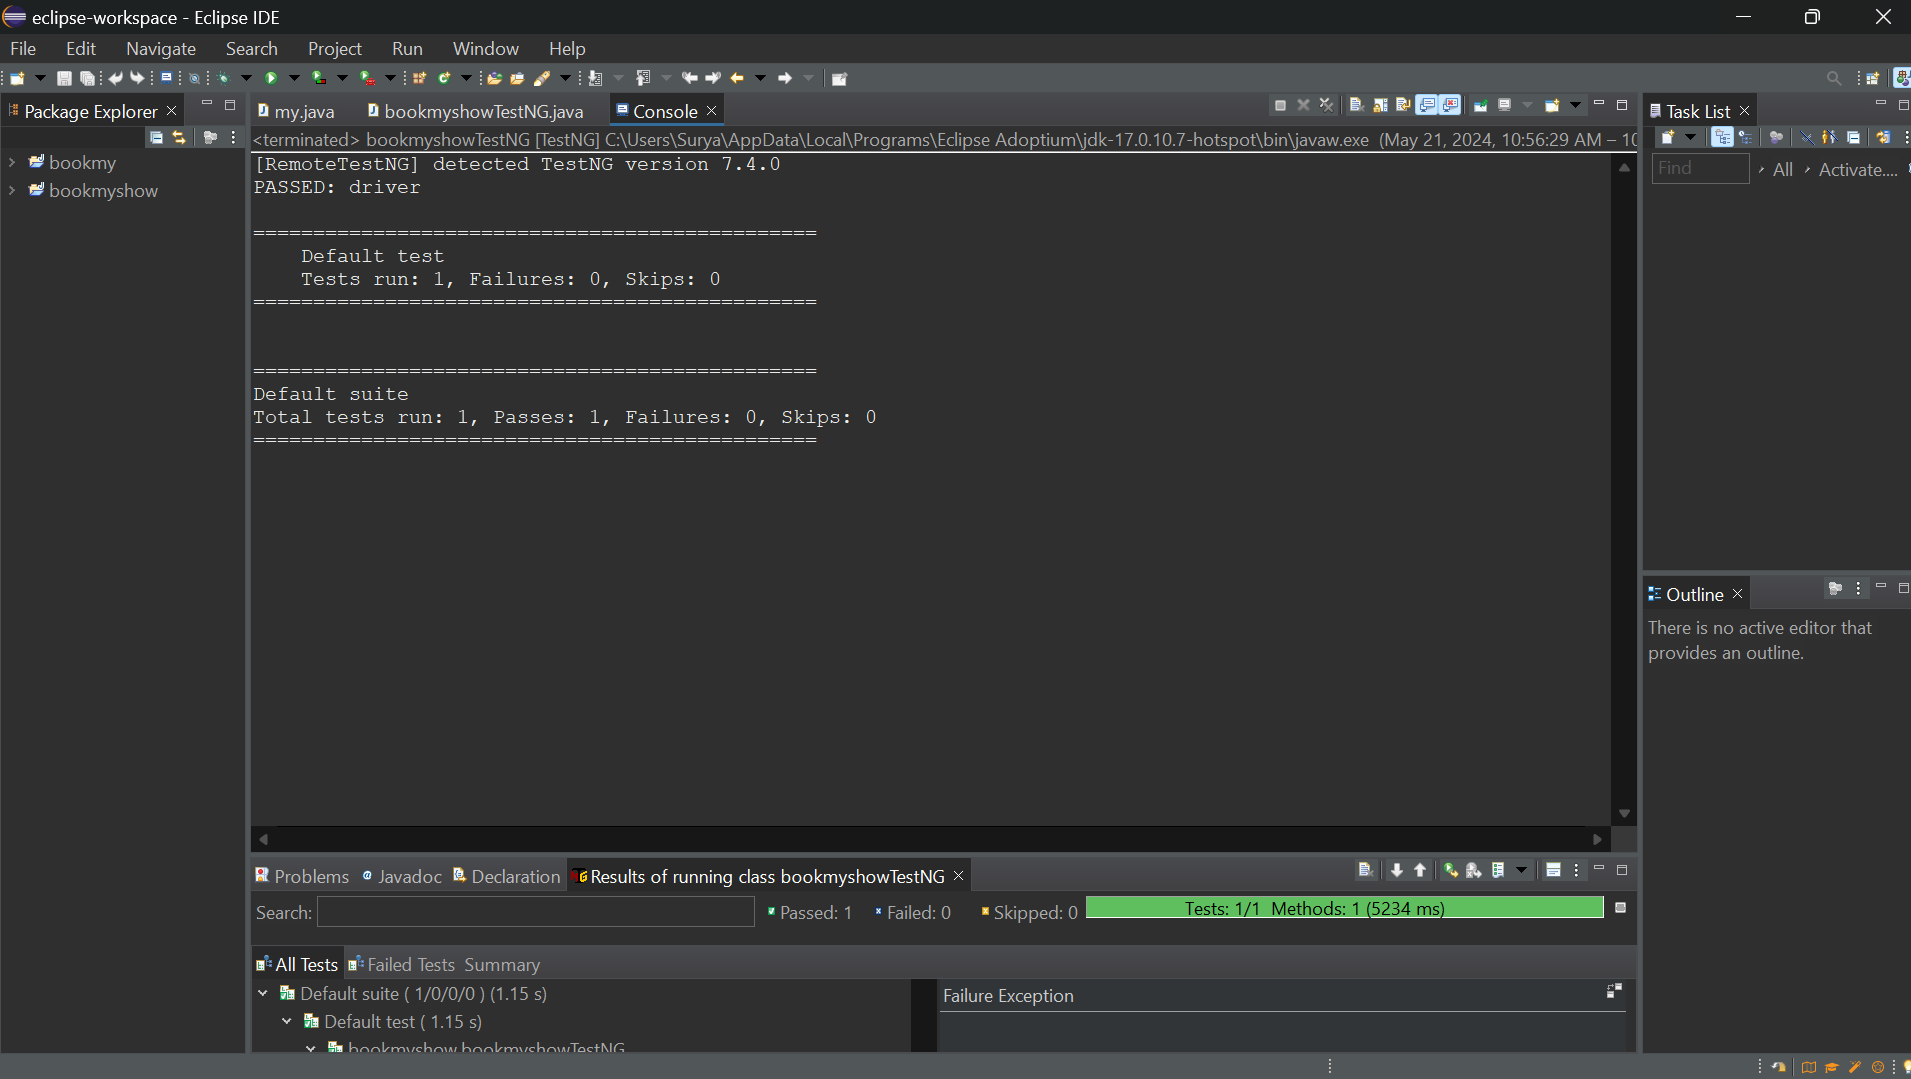 eclipse-workspace - Eclipse IDE
File Edit Navigate Search Project Run Window Help
Package Explorer
bookmy
bookmyshow
my.java bookmyshowTestNG.java Console
<terminated> bookmyshowTestNG [TestNG] C:\Users\Surya\AppData\Local\Programs\Eclipse Adoptium\jdk-17.0.10.7-hotspot\bin\javaw.exe (May 21, 2024, 10:56:29 AM – 10
[RemoteTestNG] detected TestNG version 7.4.0
PASSED: driver
===============================================
Default test
Tests run: 1, Failures: 0, Skips: 0
===============================================
===============================================
Default suite
Total tests run: 1, Passes: 1, Failures: 0, Skips: 0
===============================================
Problems Javadoc Declaration Results of running class bookmyshowTestNG
Search: Passed: 1 Failed: 0 Skipped: 0 Tests: 1/1 Methods: 1 (5234 ms)
All Tests Failed Tests Summary
Default suite ( 1/0/0/0 ) (1.15 s)
Default test ( 1.15 s)
bookmyshow.bookmyshowTestNG
Failure Exception
Task List
Find All Activate....
Outline
There is no active editor that
provides an outline.